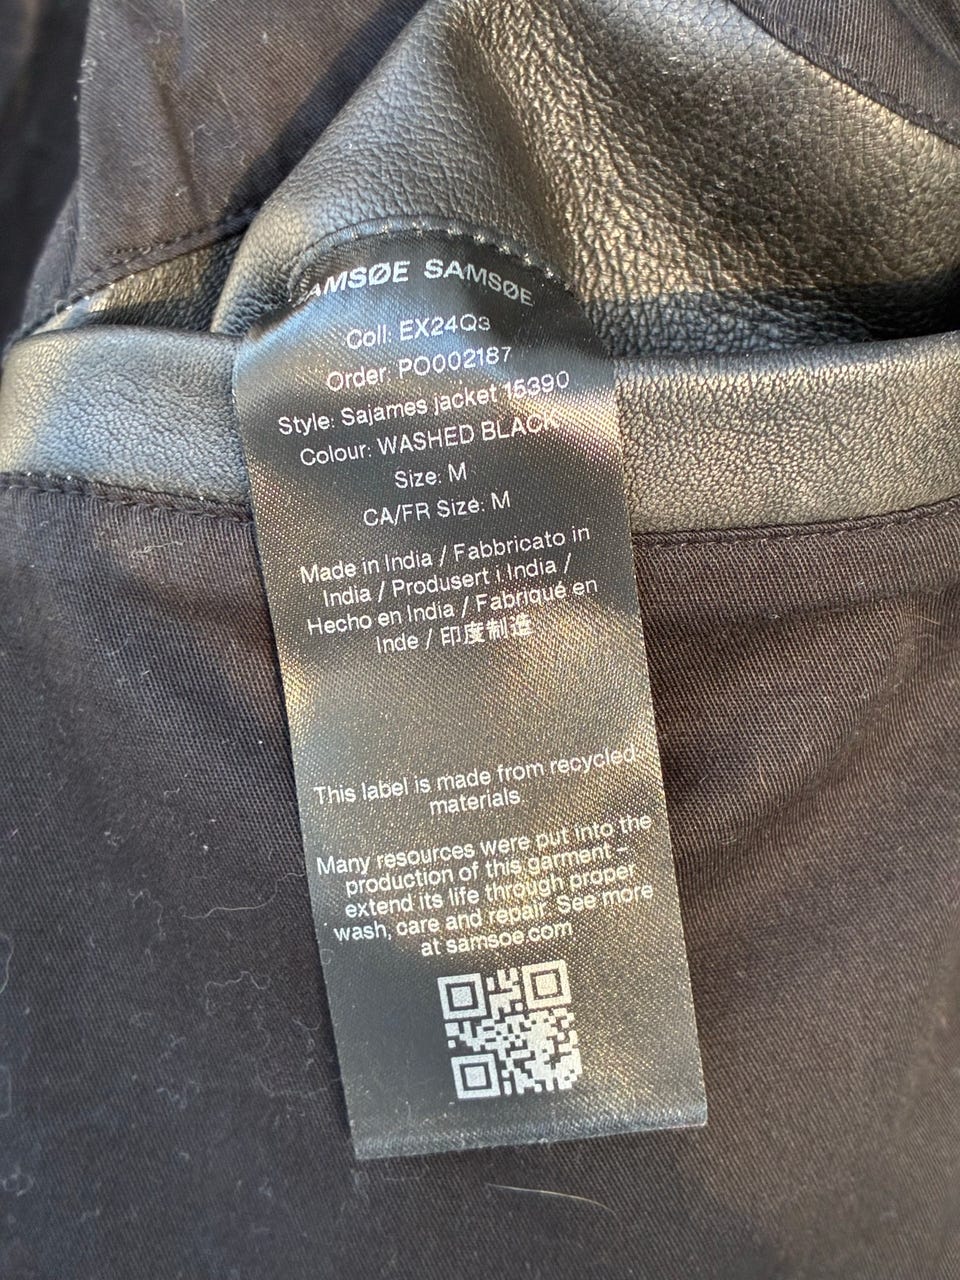 SAMSØE SAMSØE
Coll: EX24Q3
Order: PO002187
Style: Sajames jacket 15390
Colour: WASHED BLACK
Size: M
CA/FR Size: M
Made in India / Fabbricato in
India / Produsert i India /
Hecho en India / Fabriqué en
Inde / 印度制造
This label is made from recycled
materials.
Many resources were put into the
production of this garment –
extend its life through proper
wash, care and repair. See more
at samsoe.com